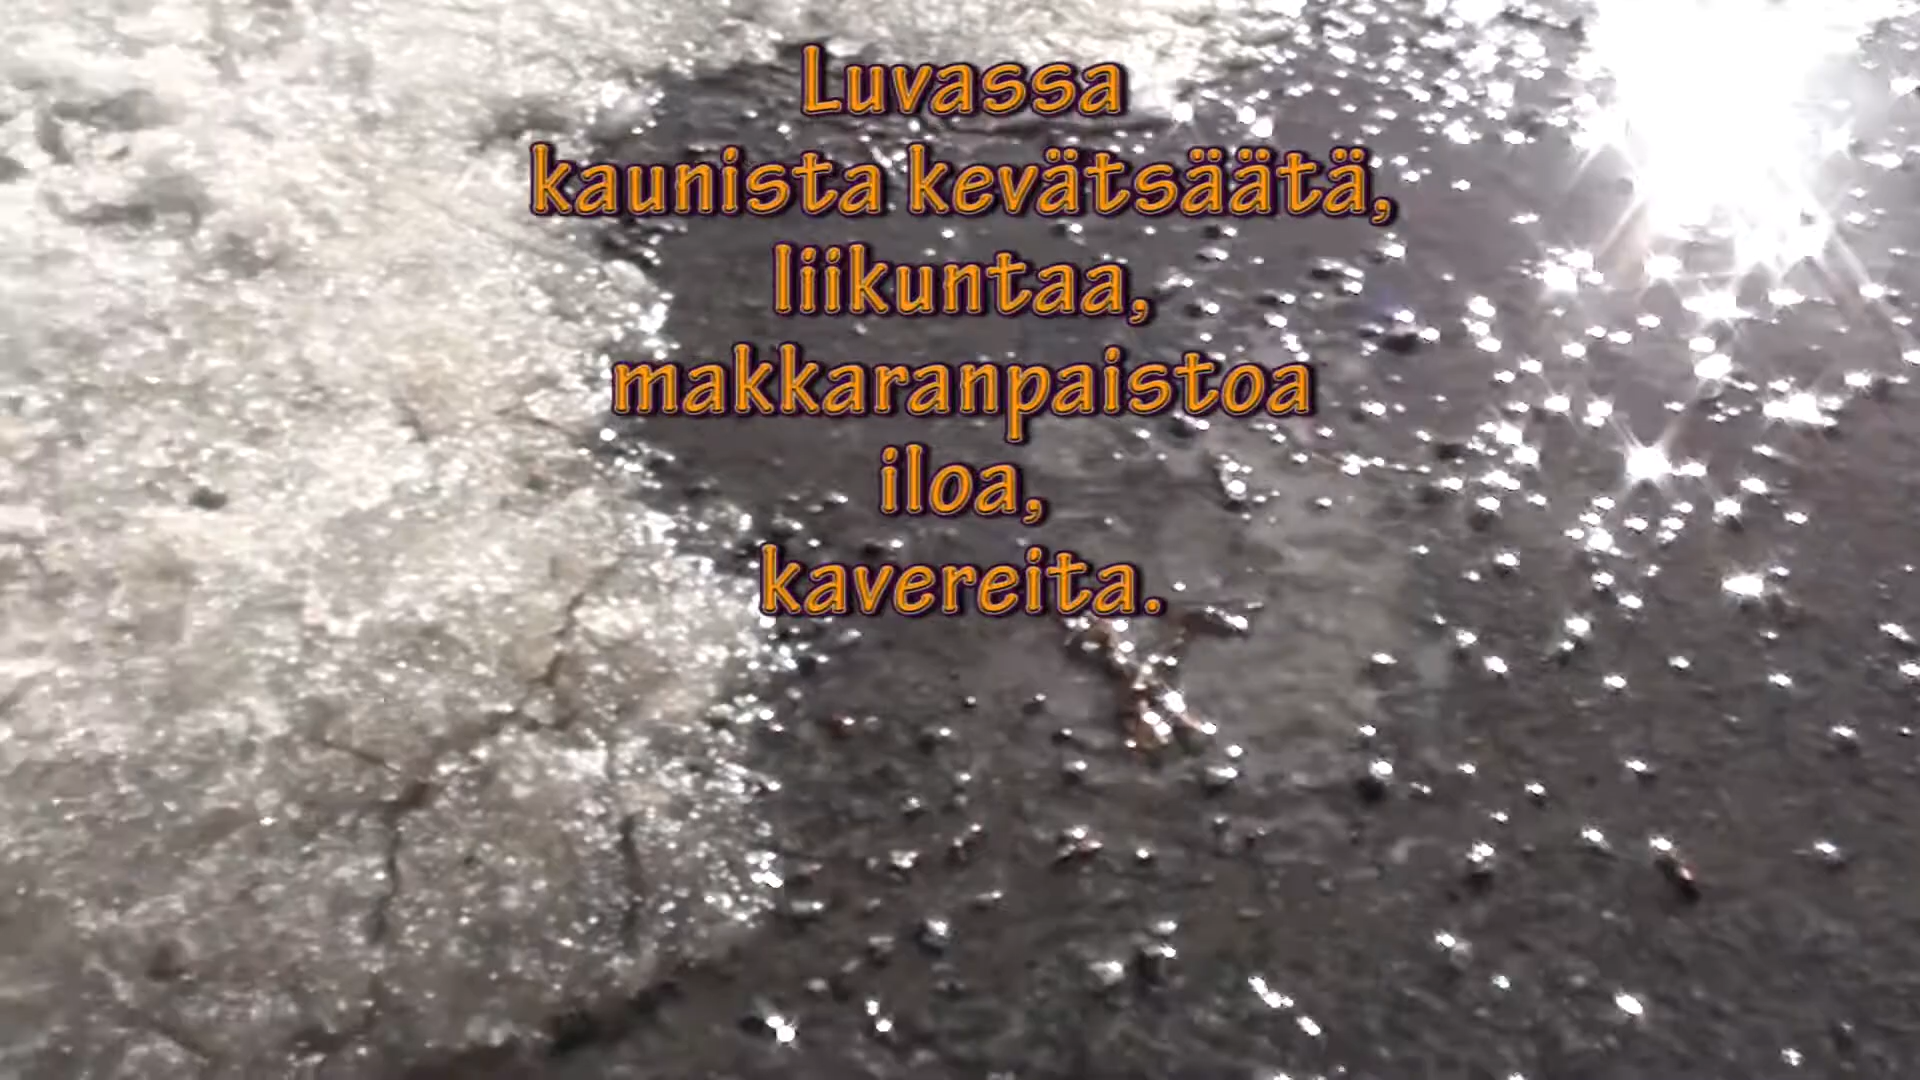 Luvassa
kaunista kevätsäätä,
liikuntaa,
makkaranpaistoa
iloa,
kavereita.